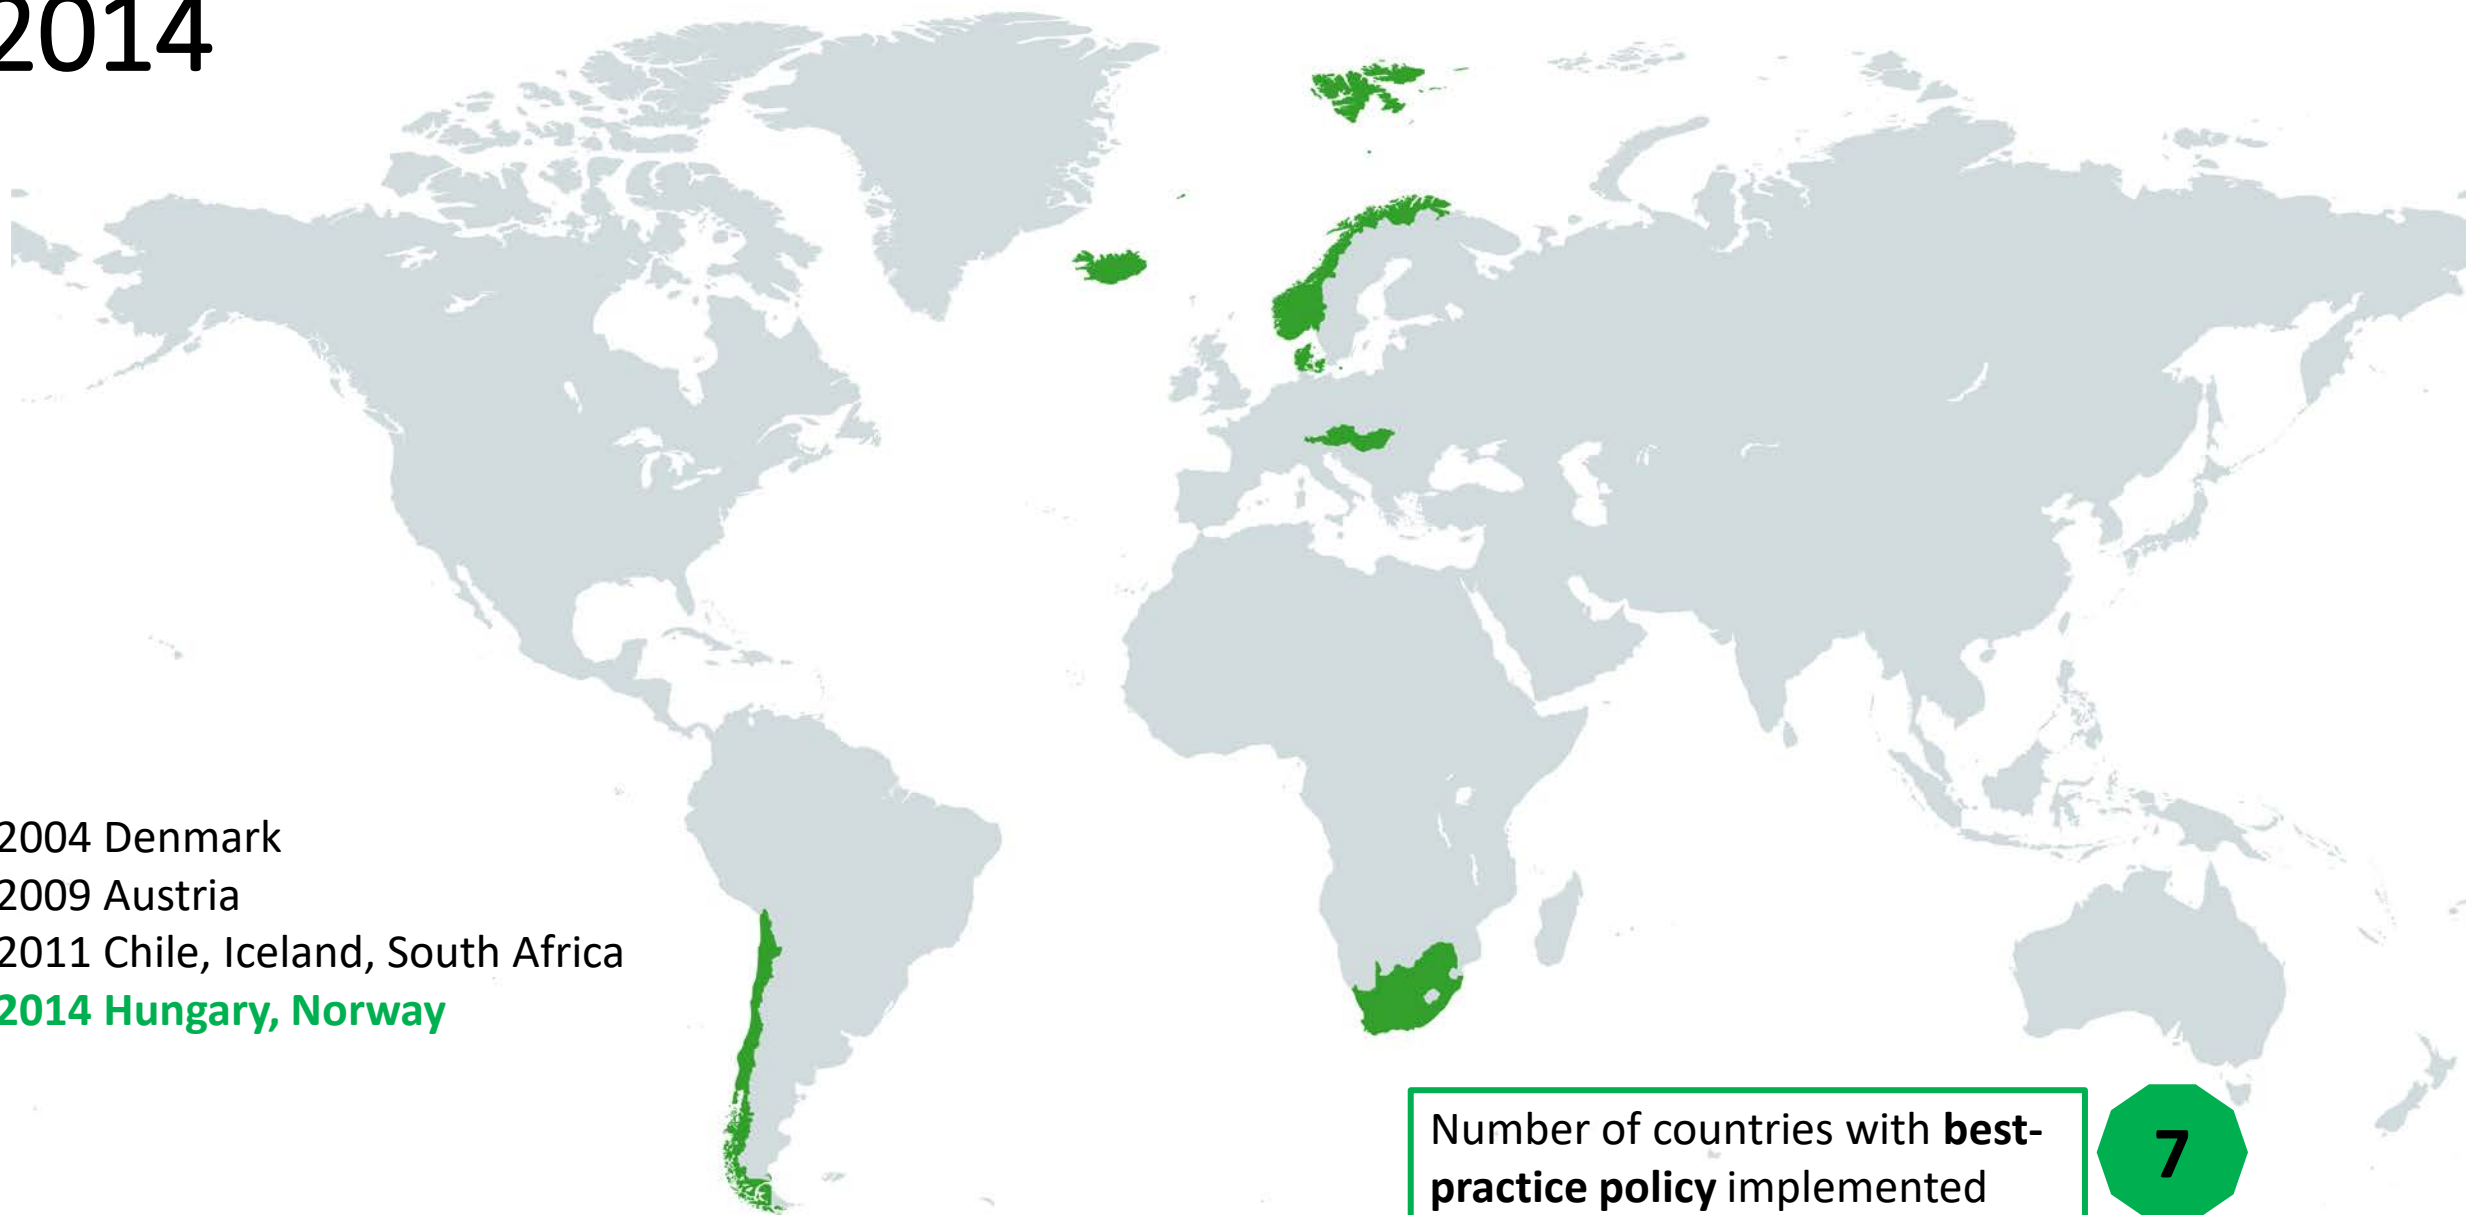 2014
2004 Denmark
2009 Austria
2011 Chile, Iceland, South Africa
2014 Hungary, Norway
Number of countries with best-
practice policy implemented
7